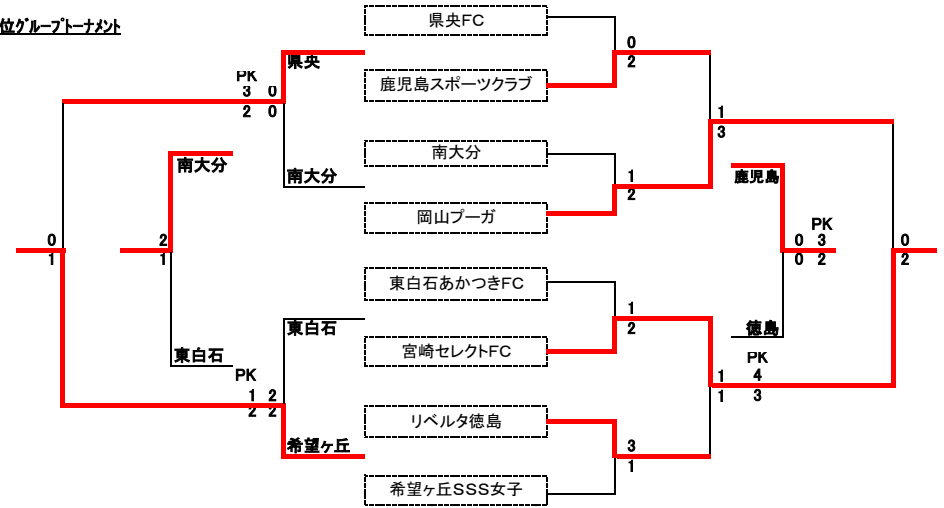 位グループトーナメント
県央FC
0
2
県央
PK
3 0
2 0
鹿児島スポーツクラブ
1
3
南大分
南大分
南大分
1
2
鹿児島
岡山プーガ
PK
0 3
0 2
0
1
2
1
0
2
東白石あかつきFC
東白石
1
2
徳島
宮崎セレクトFC
東白石
PK
1 2
2 2
PK
1 4
1 3
リベルタ徳島
希望ヶ丘
3
1
希望ヶ丘SSS女子